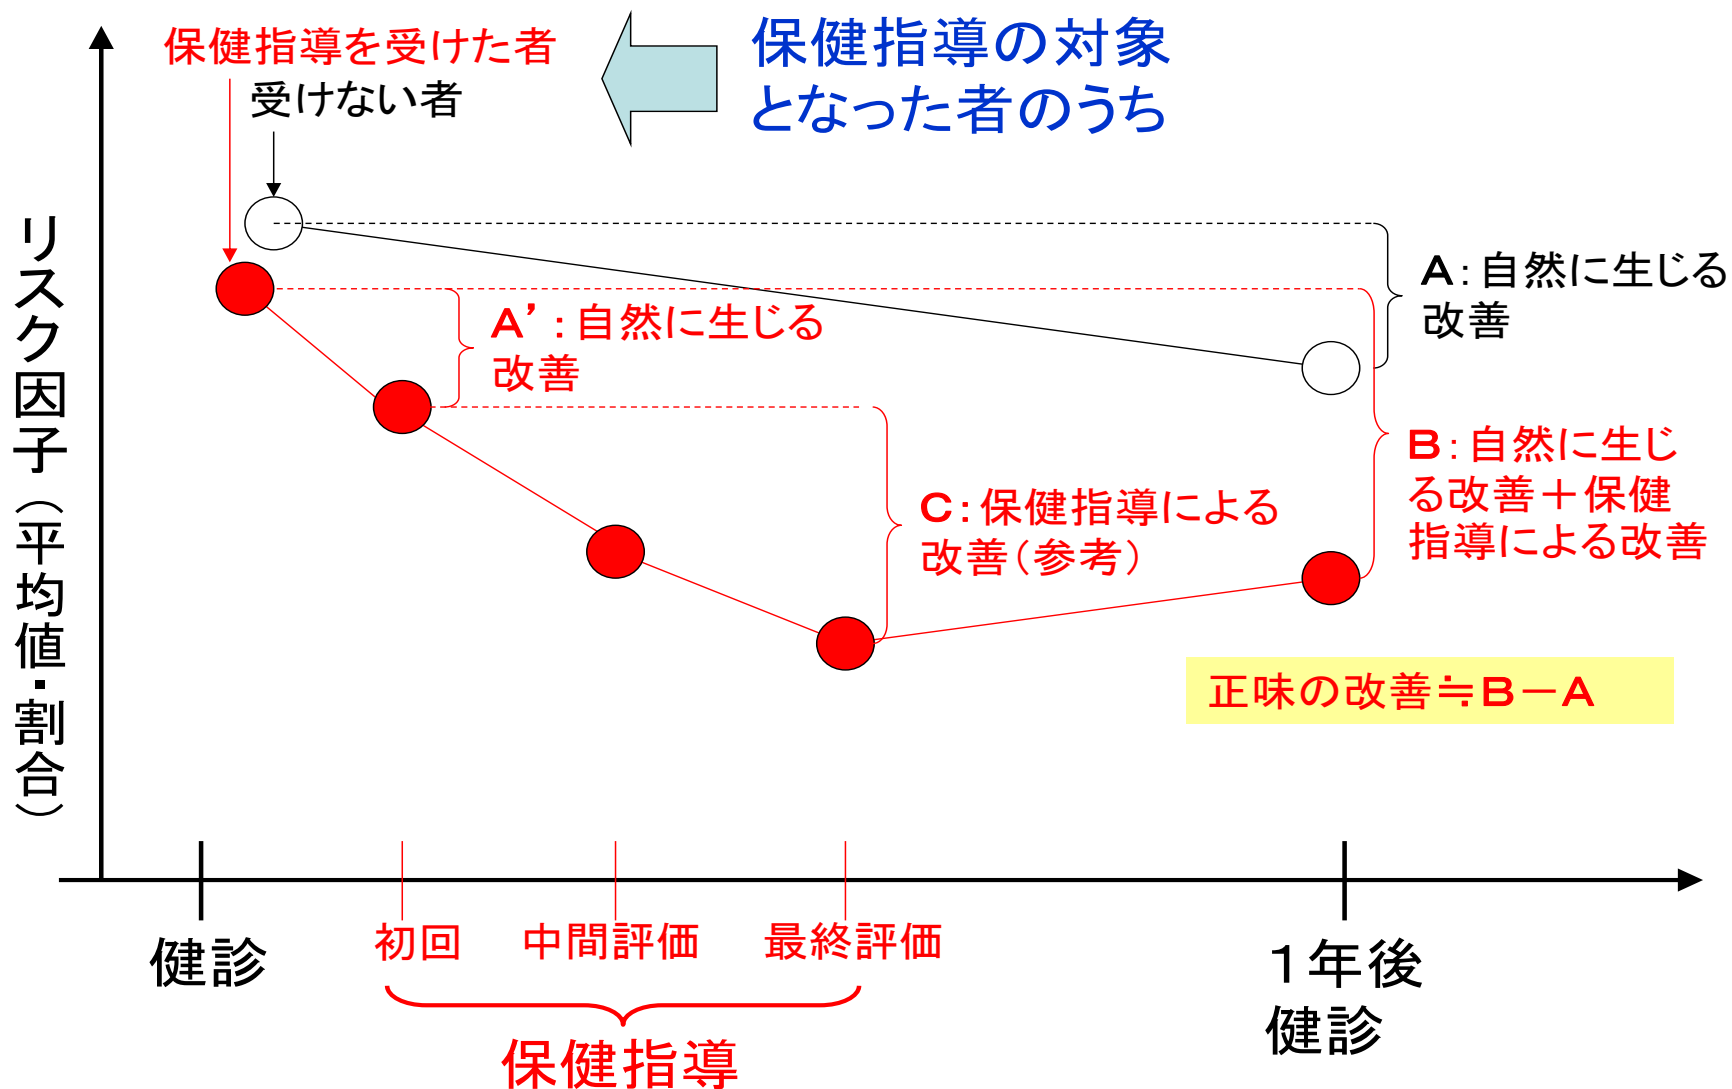 保健指導を受けた者
受けない者
保健指導の対象
となった者のうち
リスク因子（平均値・割合）
A：自然に生じる
改善
A’：自然に生じる
改善
B：自然に生じ
る改善＋保健
指導による改善
C：保健指導による
改善（参考）
正味の改善≒B－A
健診
初回
中間評価
最終評価
１年後
健診
保健指導